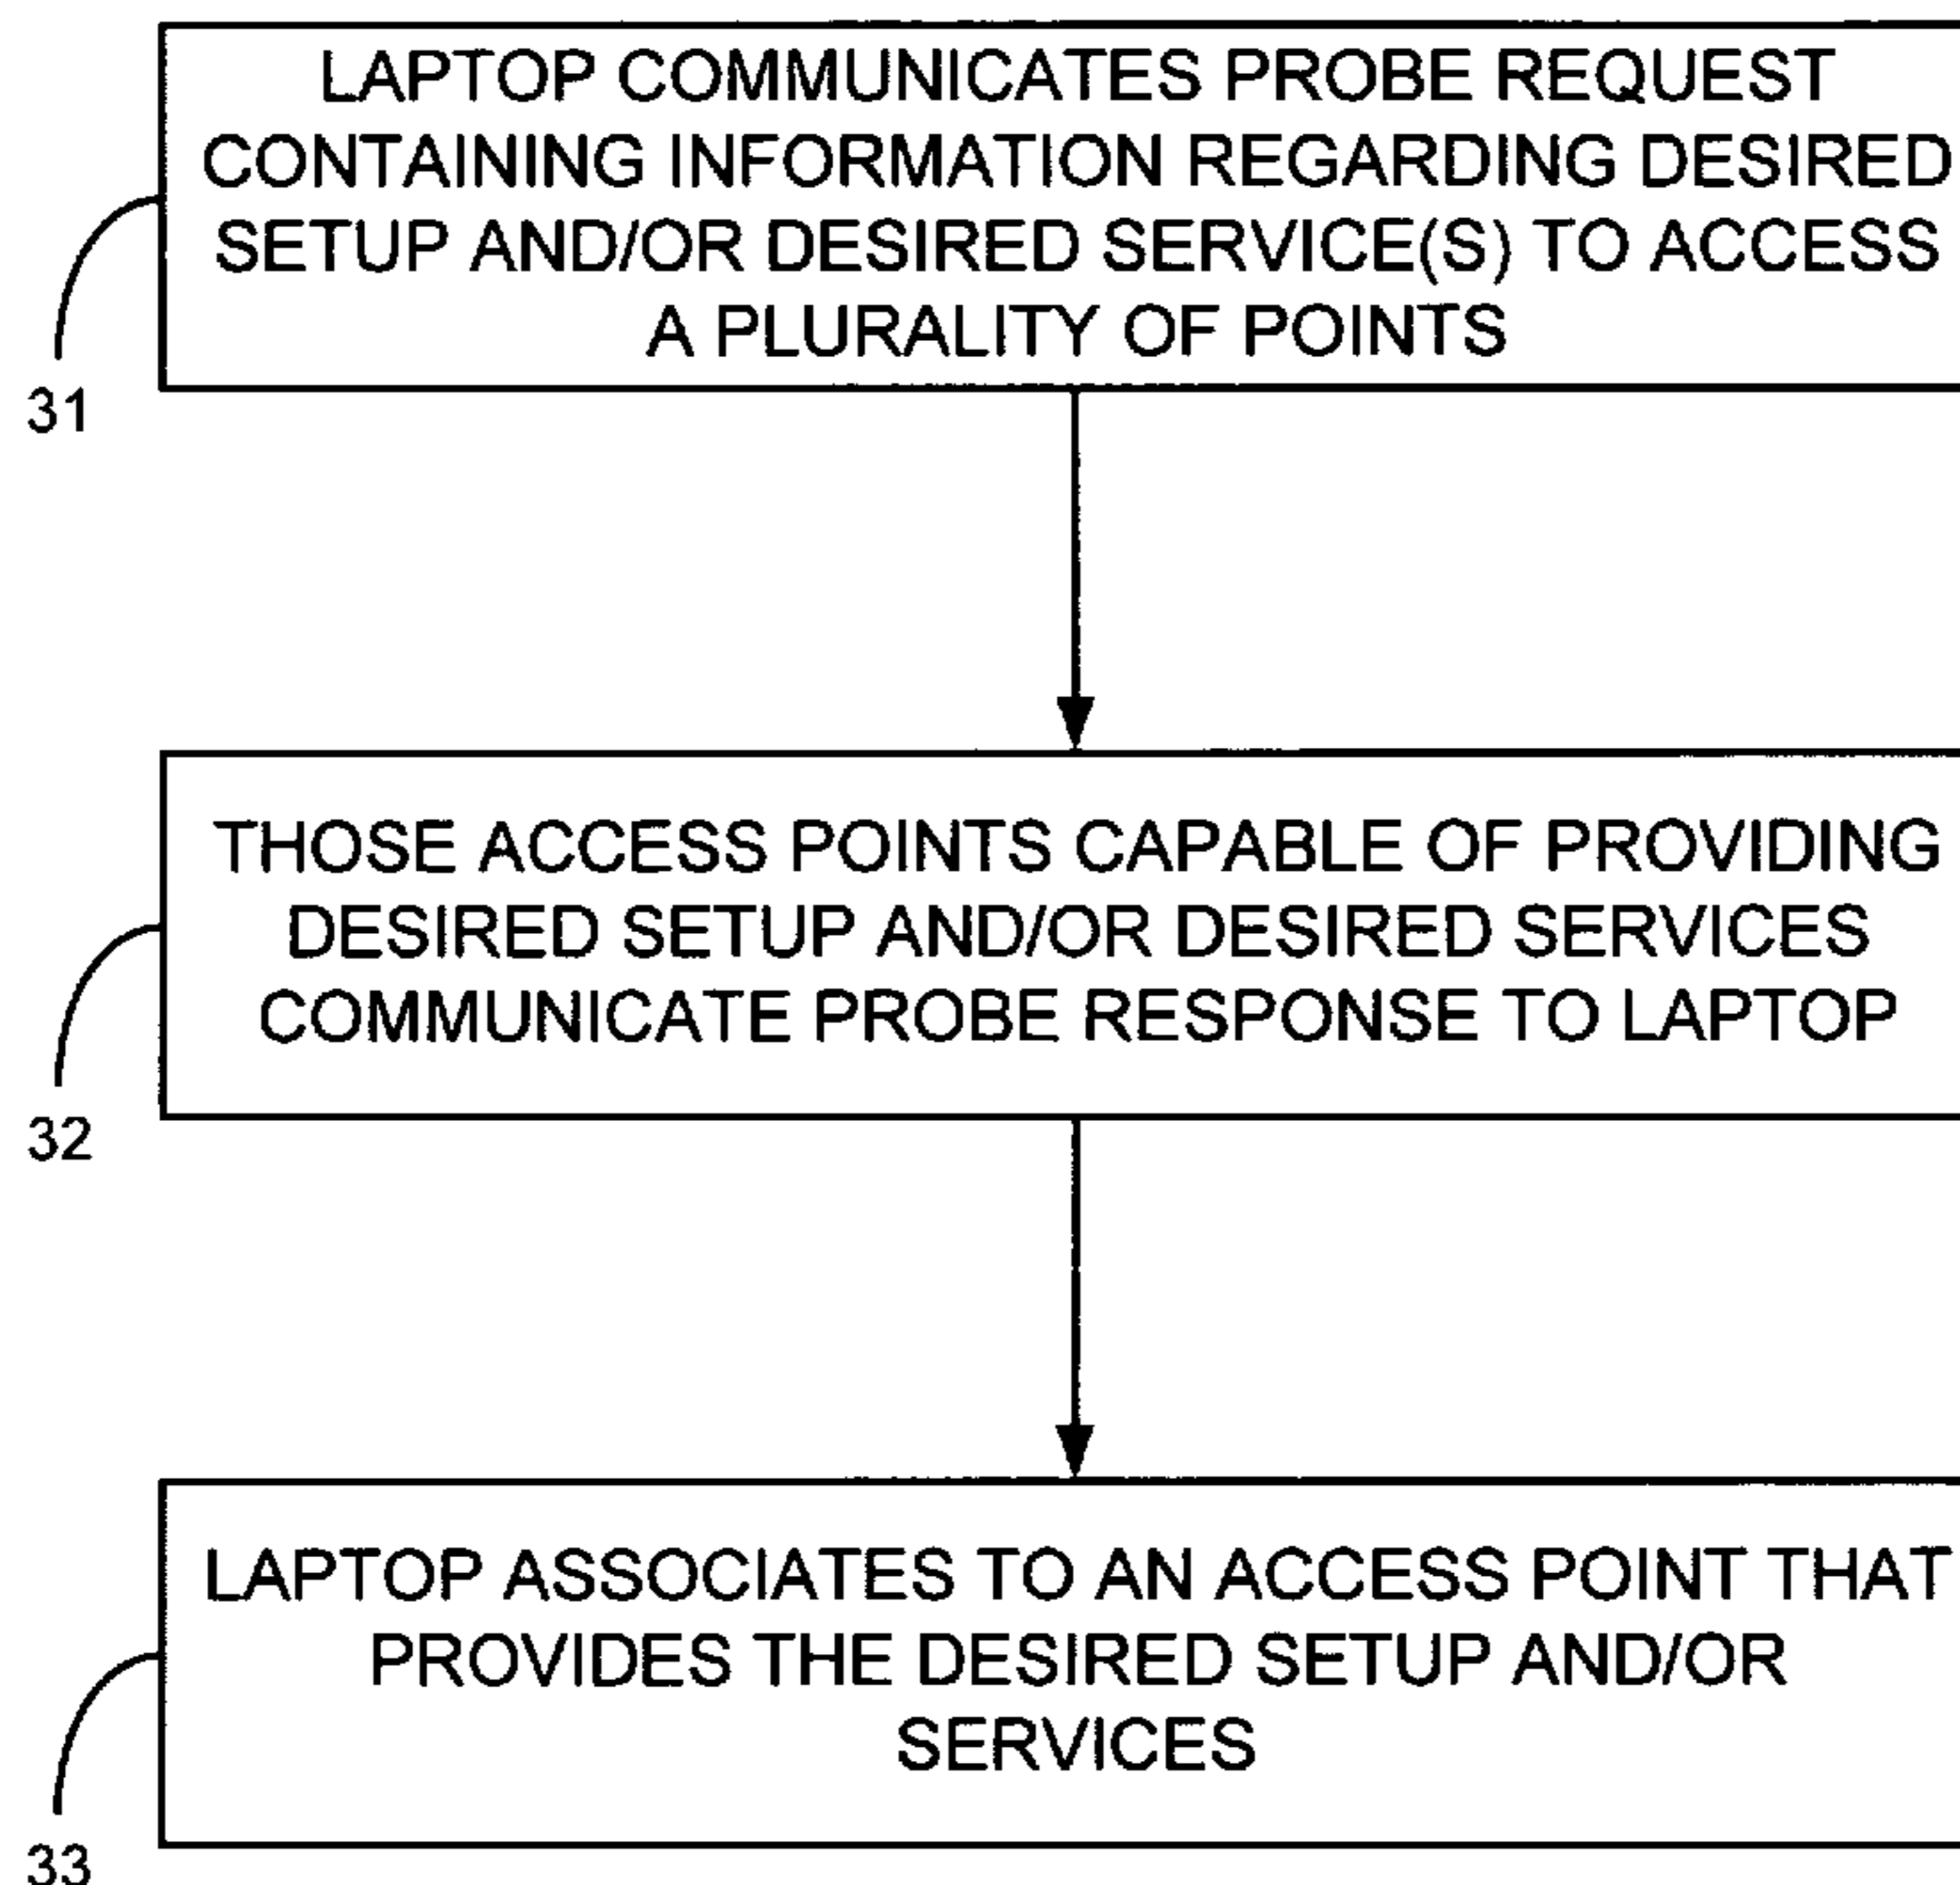 LAPTOP COMMUNICATES PROBE REQUEST
CONTAINING INFORMATION REGARDING DESIRED
SETUP AND/OR DESIRED SERVICE(S) TO ACCESS
A PLURALITY OF POINTS
31
THOSE ACCESS POINTS CAPABLE OF PROVIDING
DESIRED SETUP AND/OR DESIRED SERVICES
COMMUNICATE PROBE RESPONSE TO LAPTOP
32
LAPTOP ASSOCIATES TO AN ACCESS POINT THAT
PROVIDES THE DESIRED SETUP AND/OR
SERVICES
33